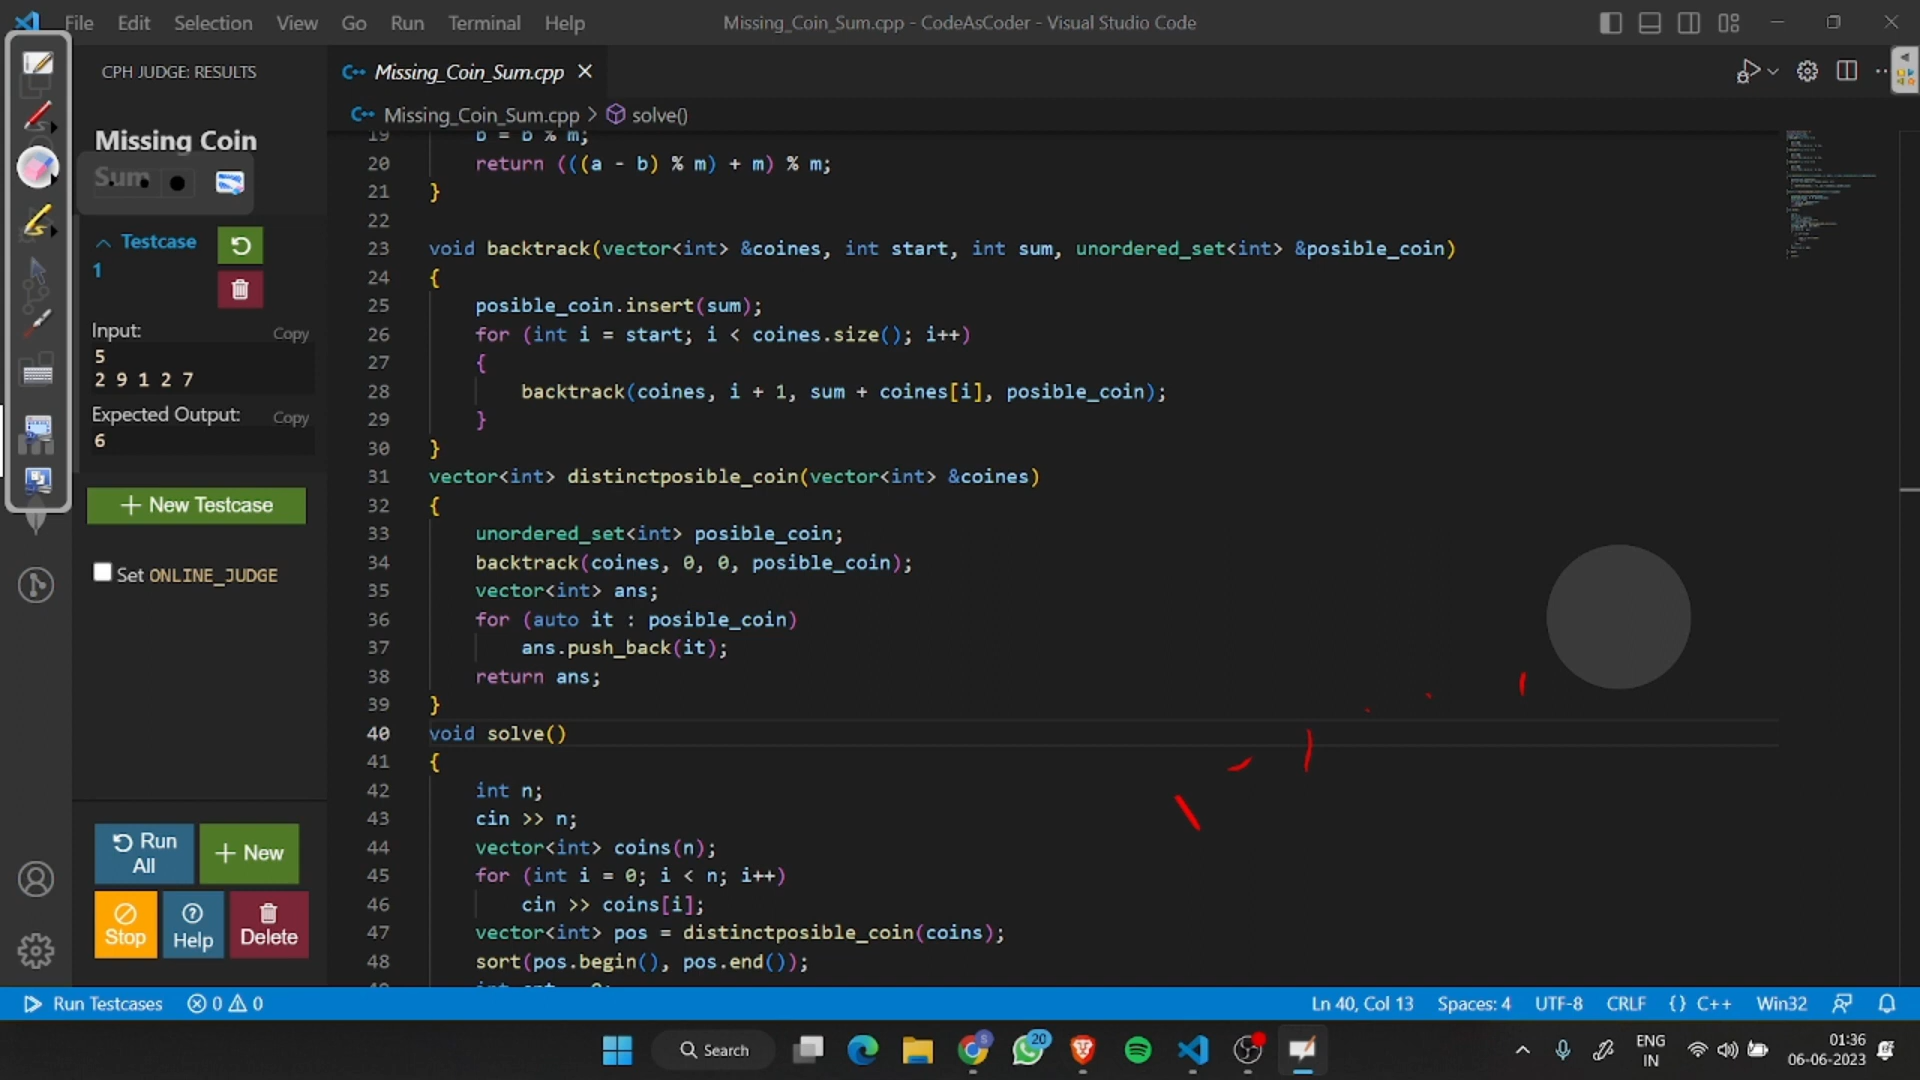 File Edit Selection View Go Run Terminal Help
Missing_Coin_Sum.cpp - CodeAsCoder - Visual Studio Code
CPH JUDGE: RESULTS
Missing Coin
Sum
Testcase
1
Input:
Copy
5
2 9 1 2 7
Expected Output:
Copy
6
+ New Testcase
Set ONLINE_JUDGE
Run
All
+ New
Stop
Help
Delete
C++ Missing_Coin_Sum.cpp
C++ Missing_Coin_Sum.cpp > solve()
19 b = b % m;
20 return (((a - b) % m) + m) % m;
21 }
22
23 void backtrack(vector<int> &coines, int start, int sum, unordered_set<int> &posible_coin)
24 {
25 posible_coin.insert(sum);
26 for (int i = start; i < coines.size(); i++)
27 {
28 backtrack(coines, i + 1, sum + coines[i], posible_coin);
29 }
30 }
31 vector<int> distinctposible_coin(vector<int> &coines)
32 {
33 unordered_set<int> posible_coin;
34 backtrack(coines, 0, 0, posible_coin);
35 vector<int> ans;
36 for (auto it : posible_coin)
37 ans.push_back(it);
38 return ans;
39 }
40 void solve()
41 {
42 int n;
43 cin >> n;
44 vector<int> coins(n);
45 for (int i = 0; i < n; i++)
46 cin >> coins[i];
47 vector<int> pos = distinctposible_coin(coins);
48 sort(pos.begin(), pos.end());
Run Testcases 0 0
Ln 40, Col 13 Spaces: 4 UTF-8 CRLF {} C++ Win32
Search
20
S
ENG
IN
01:36
06-06-2023